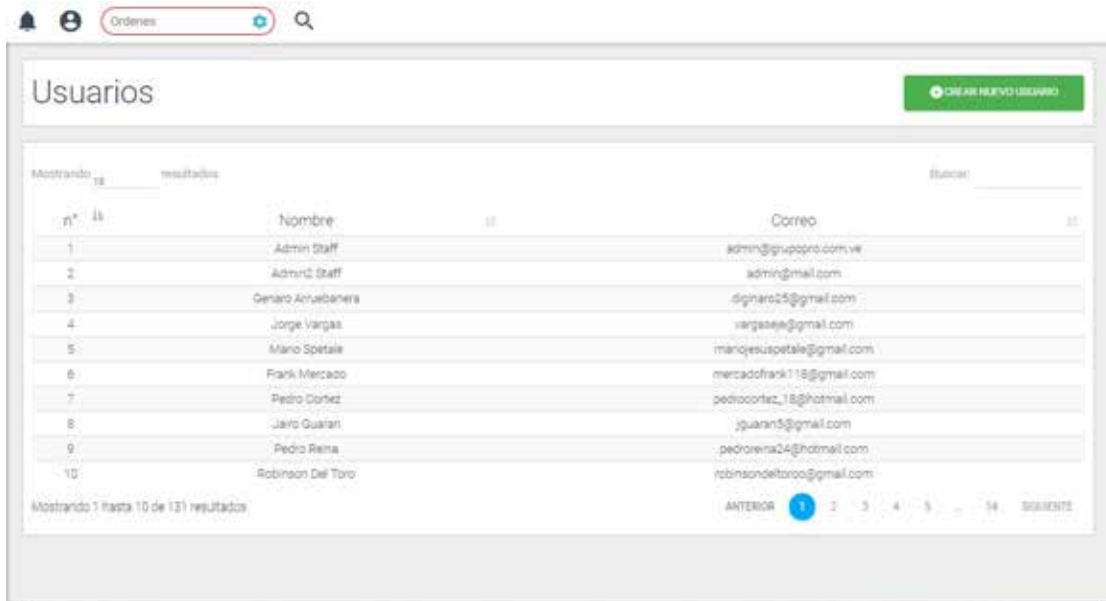 Ordenes
Usuarios
CREAR NUEVO USUARIO
Mostrando 10 resultados
Buscar:
n° Nombre Correo
1 Admin Staff admin@grupopro.com.ve
2 Admin2 Staff admin@mail.com
3 Genaro Arruebanera diginaro25@gmail.com
4 Jorge Vargas vargaseje@gmail.com
5 Mario Spetale mariojesuspetale@gmail.com
6 Frank Mercado mercadofrank118@gmail.com
7 Pedro Cortez pedrocortez_18@hotmail.com
8 Jairo Guaran jguaran5@gmail.com
9 Pedro Reina pedroreina24@hotmail.com
10 Robinson Del Toro robinsondeltoroo@gmail.com
Mostrando 1 hasta 10 de 131 resultados
ANTERIOR 1 2 3 4 5 … 14 SIGUIENTE